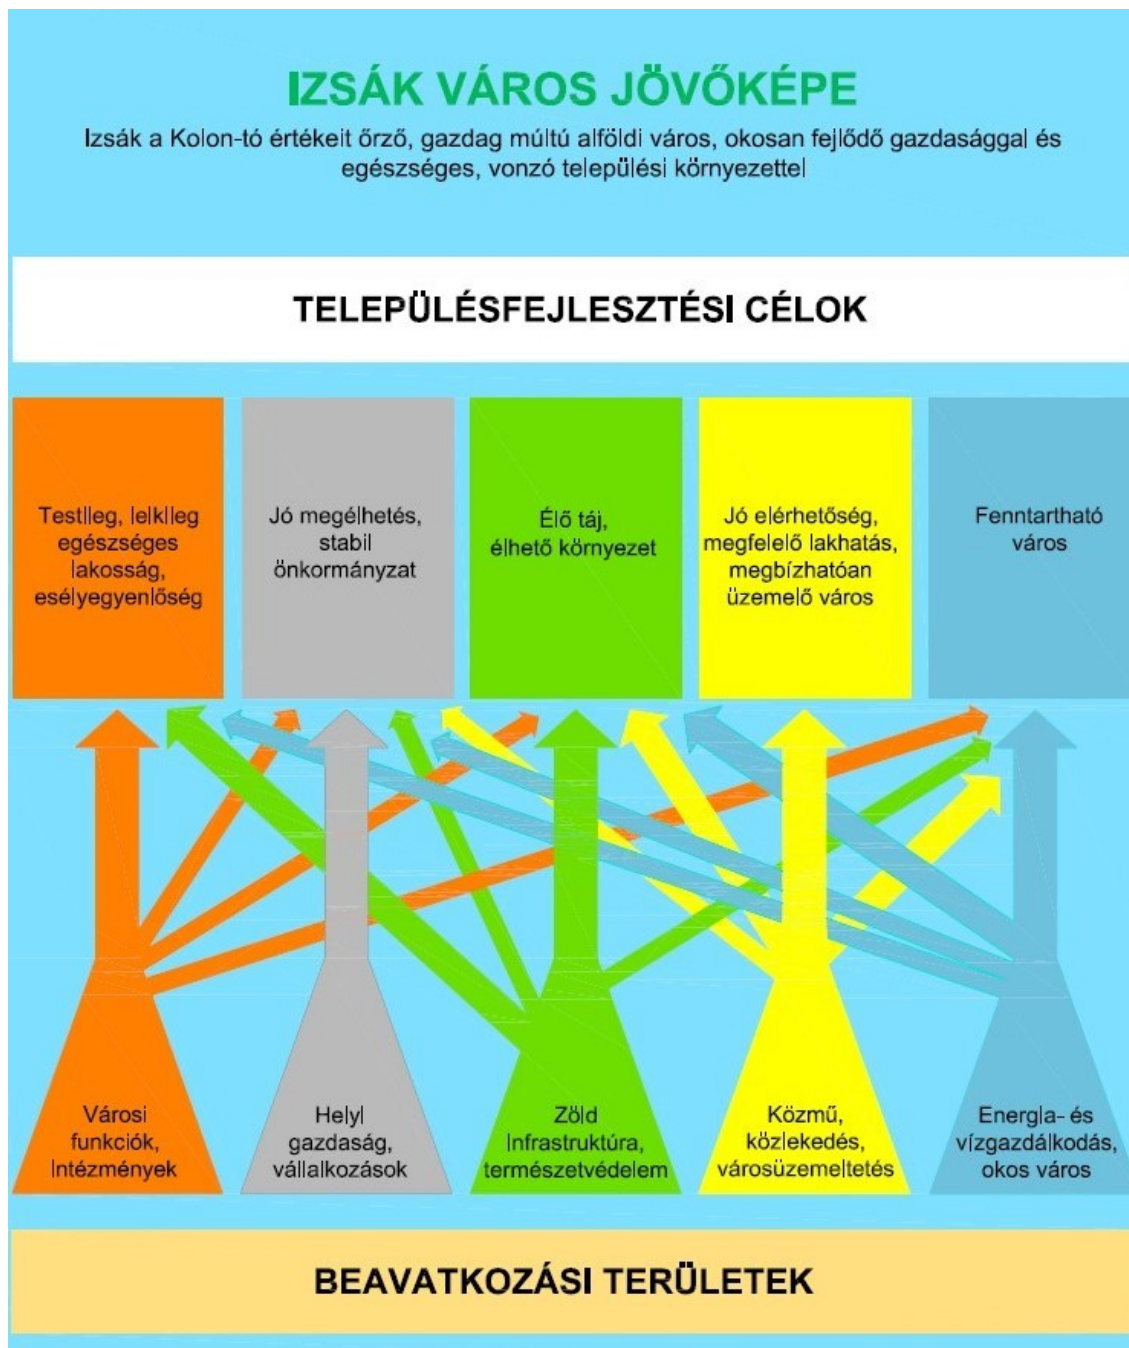 IZSÁK VÁROS JÖVŐKÉPE
Izsák a Kolon-tó értékeit őrző, gazdag múltú alföldi város, okosan fejlődő gazdasággal és
egészséges, vonzó települési környezettel
TELEPÜLÉSFEJLESZTÉSI CÉLOK
Testileg, lelkileg
egészséges
lakosság,
esélyegyenlőség
Jó megélhetés,
stabil
önkormányzat
Élő táj,
élhető környezet
Jó elérhetőség,
megfelelő lakhatás,
megbízhatóan
üzemelő város
Fenntartható
város
Városi
funkciók,
Intézmények
Helyi
gazdaság,
vállalkozások
Zöld
Infrastruktúra,
természetvédelem
Közmű,
közlekedés,
városüzemeltetés
Energia- és
vízgazdálkodás,
okos város
BEAVATKOZÁSI TERÜLETEK